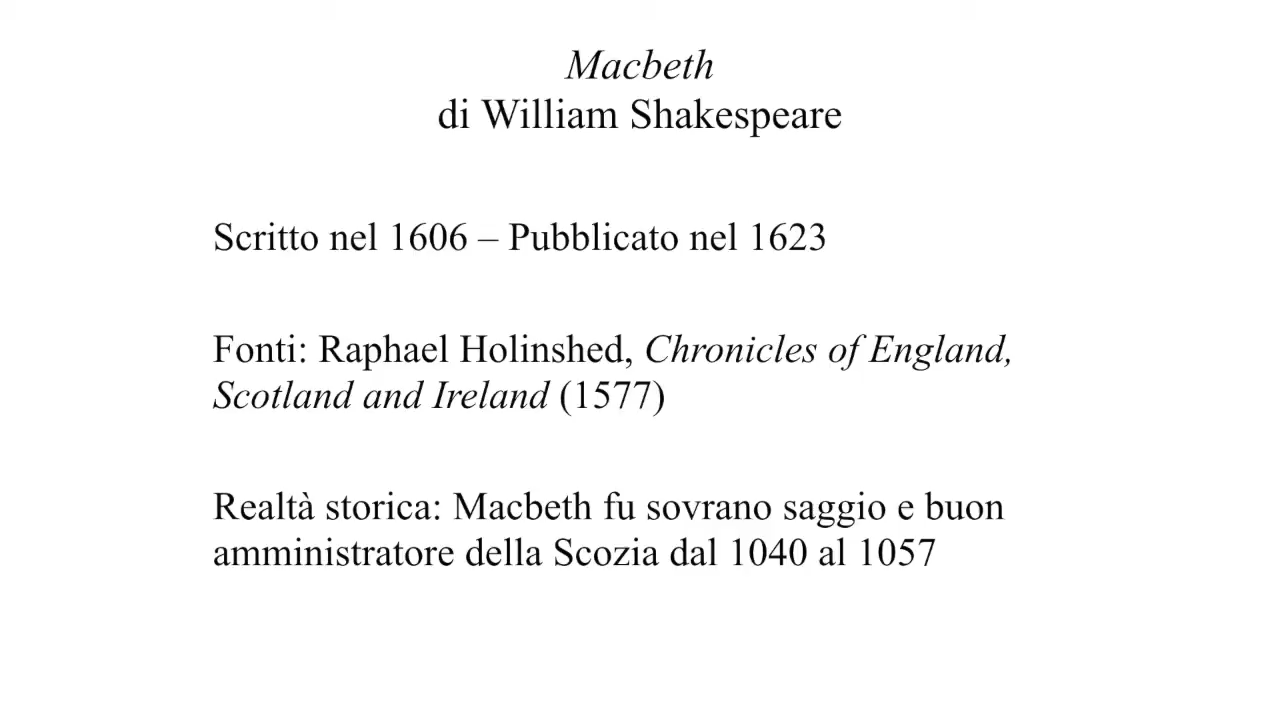 Macbeth
di William Shakespeare
Scritto nel 1606 – Pubblicato nel 1623
Fonti: Raphael Holinshed, Chronicles of England,
Scotland and Ireland (1577)
Realtà storica: Macbeth fu sovrano saggio e buon
amministratore della Scozia dal 1040 al 1057